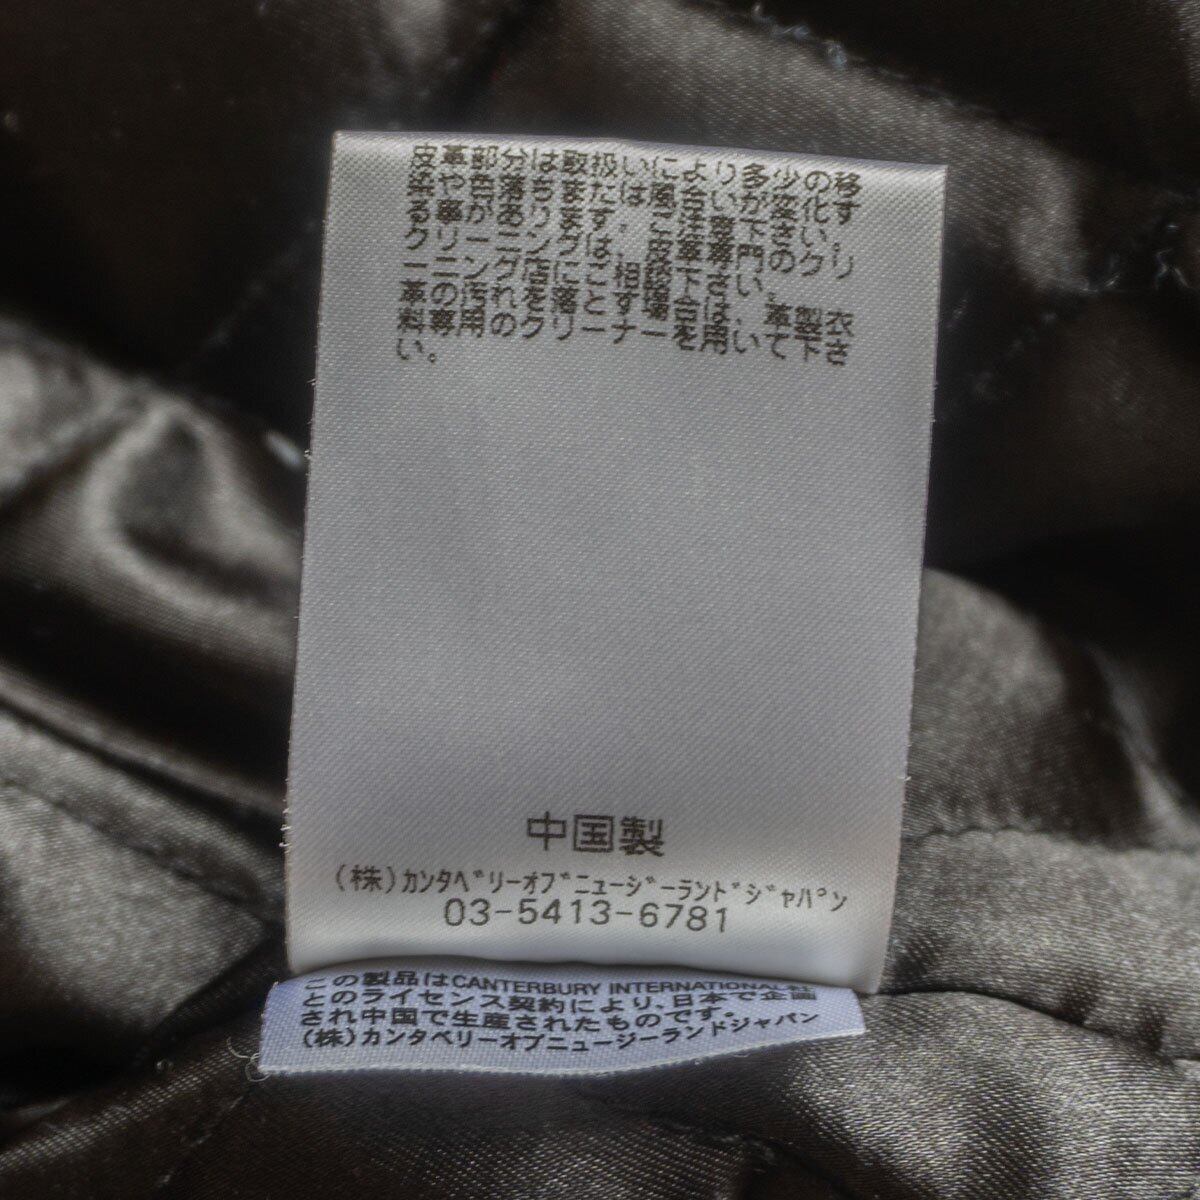 皮革部分は取扱いにより多少の移
染や色落ちまたは風合いが変化す
る事があります.ご注意下さい.
クリーニングは皮革専門のクリ
ーニング店にご相談下さい.
革の汚れを落とす場合は.革製衣
料専用のクリーナーを用いて下さ
い。
中国製
(株)カンタベリーオブニュージーランドジャパン
03-5413-6781
この製品はCANTERBURY INTERNATIONAL社
とのライセンス契約により、日本で企画
され中国で生産されたものです。
(株)カンタベリーオブニュージーランドジャパン